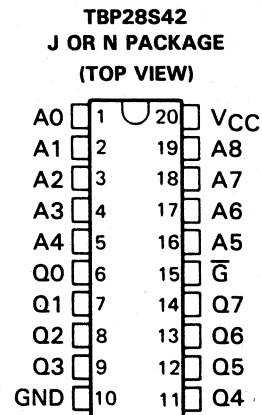 TBP28S42
J OR N PACKAGE
(TOP VIEW)
A0 1 20 VCC
A1 2 19 A8
A2 3 18 A7
A3 4 17 A6
A4 5 16 A5
Q0 6 15 G̅
Q1 7 14 Q7
Q2 8 13 Q6
Q3 9 12 Q5
GND 10 11 Q4